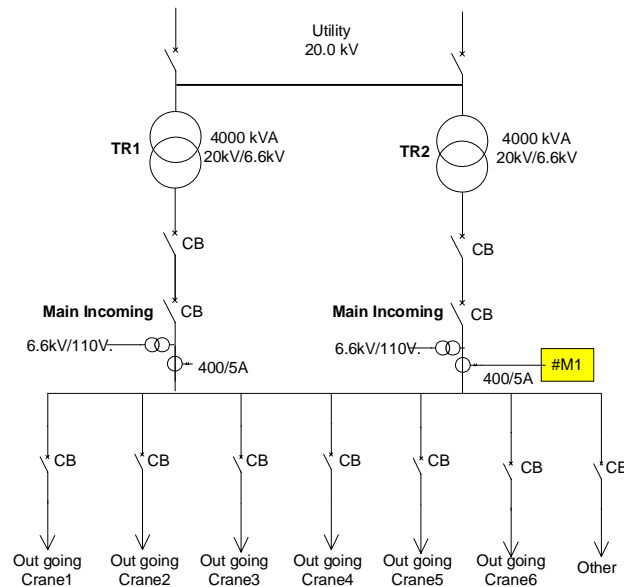 Utility
20.0 kV
TR1
4000 kVA
20kV/6.6kV
TR2
4000 kVA
20kV/6.6kV
CB
CB
Main Incoming
CB
Main Incoming
CB
6.6kV/110V.
6.6kV/110V.
400/5A
400/5A
#M1
CB
CB
CB
CB
CB
CB
CB
Out going
Crane1
Out going
Crane2
Out going
Crane3
Out going
Crane4
Out going
Crane5
Out going
Crane6
Other